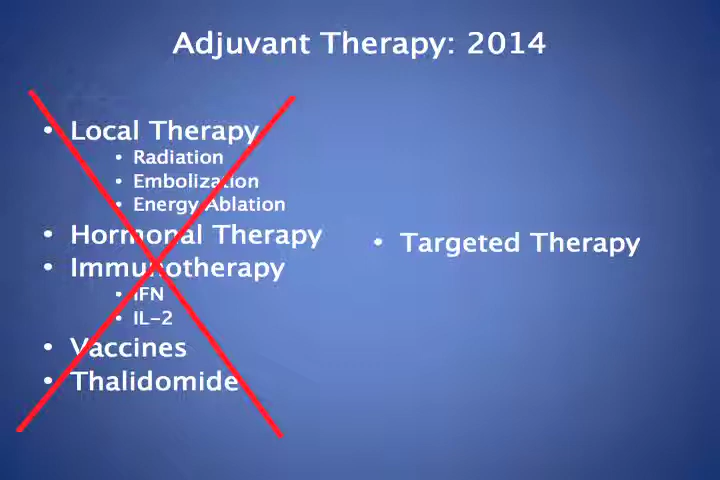 Adjuvant Therapy: 2014
• Local Therapy
• Radiation
• Embolization
• Energy Ablation
• Hormonal Therapy
• Immunotherapy
• IFN
• IL-2
• Vaccines
• Thalidomide
• Targeted Therapy